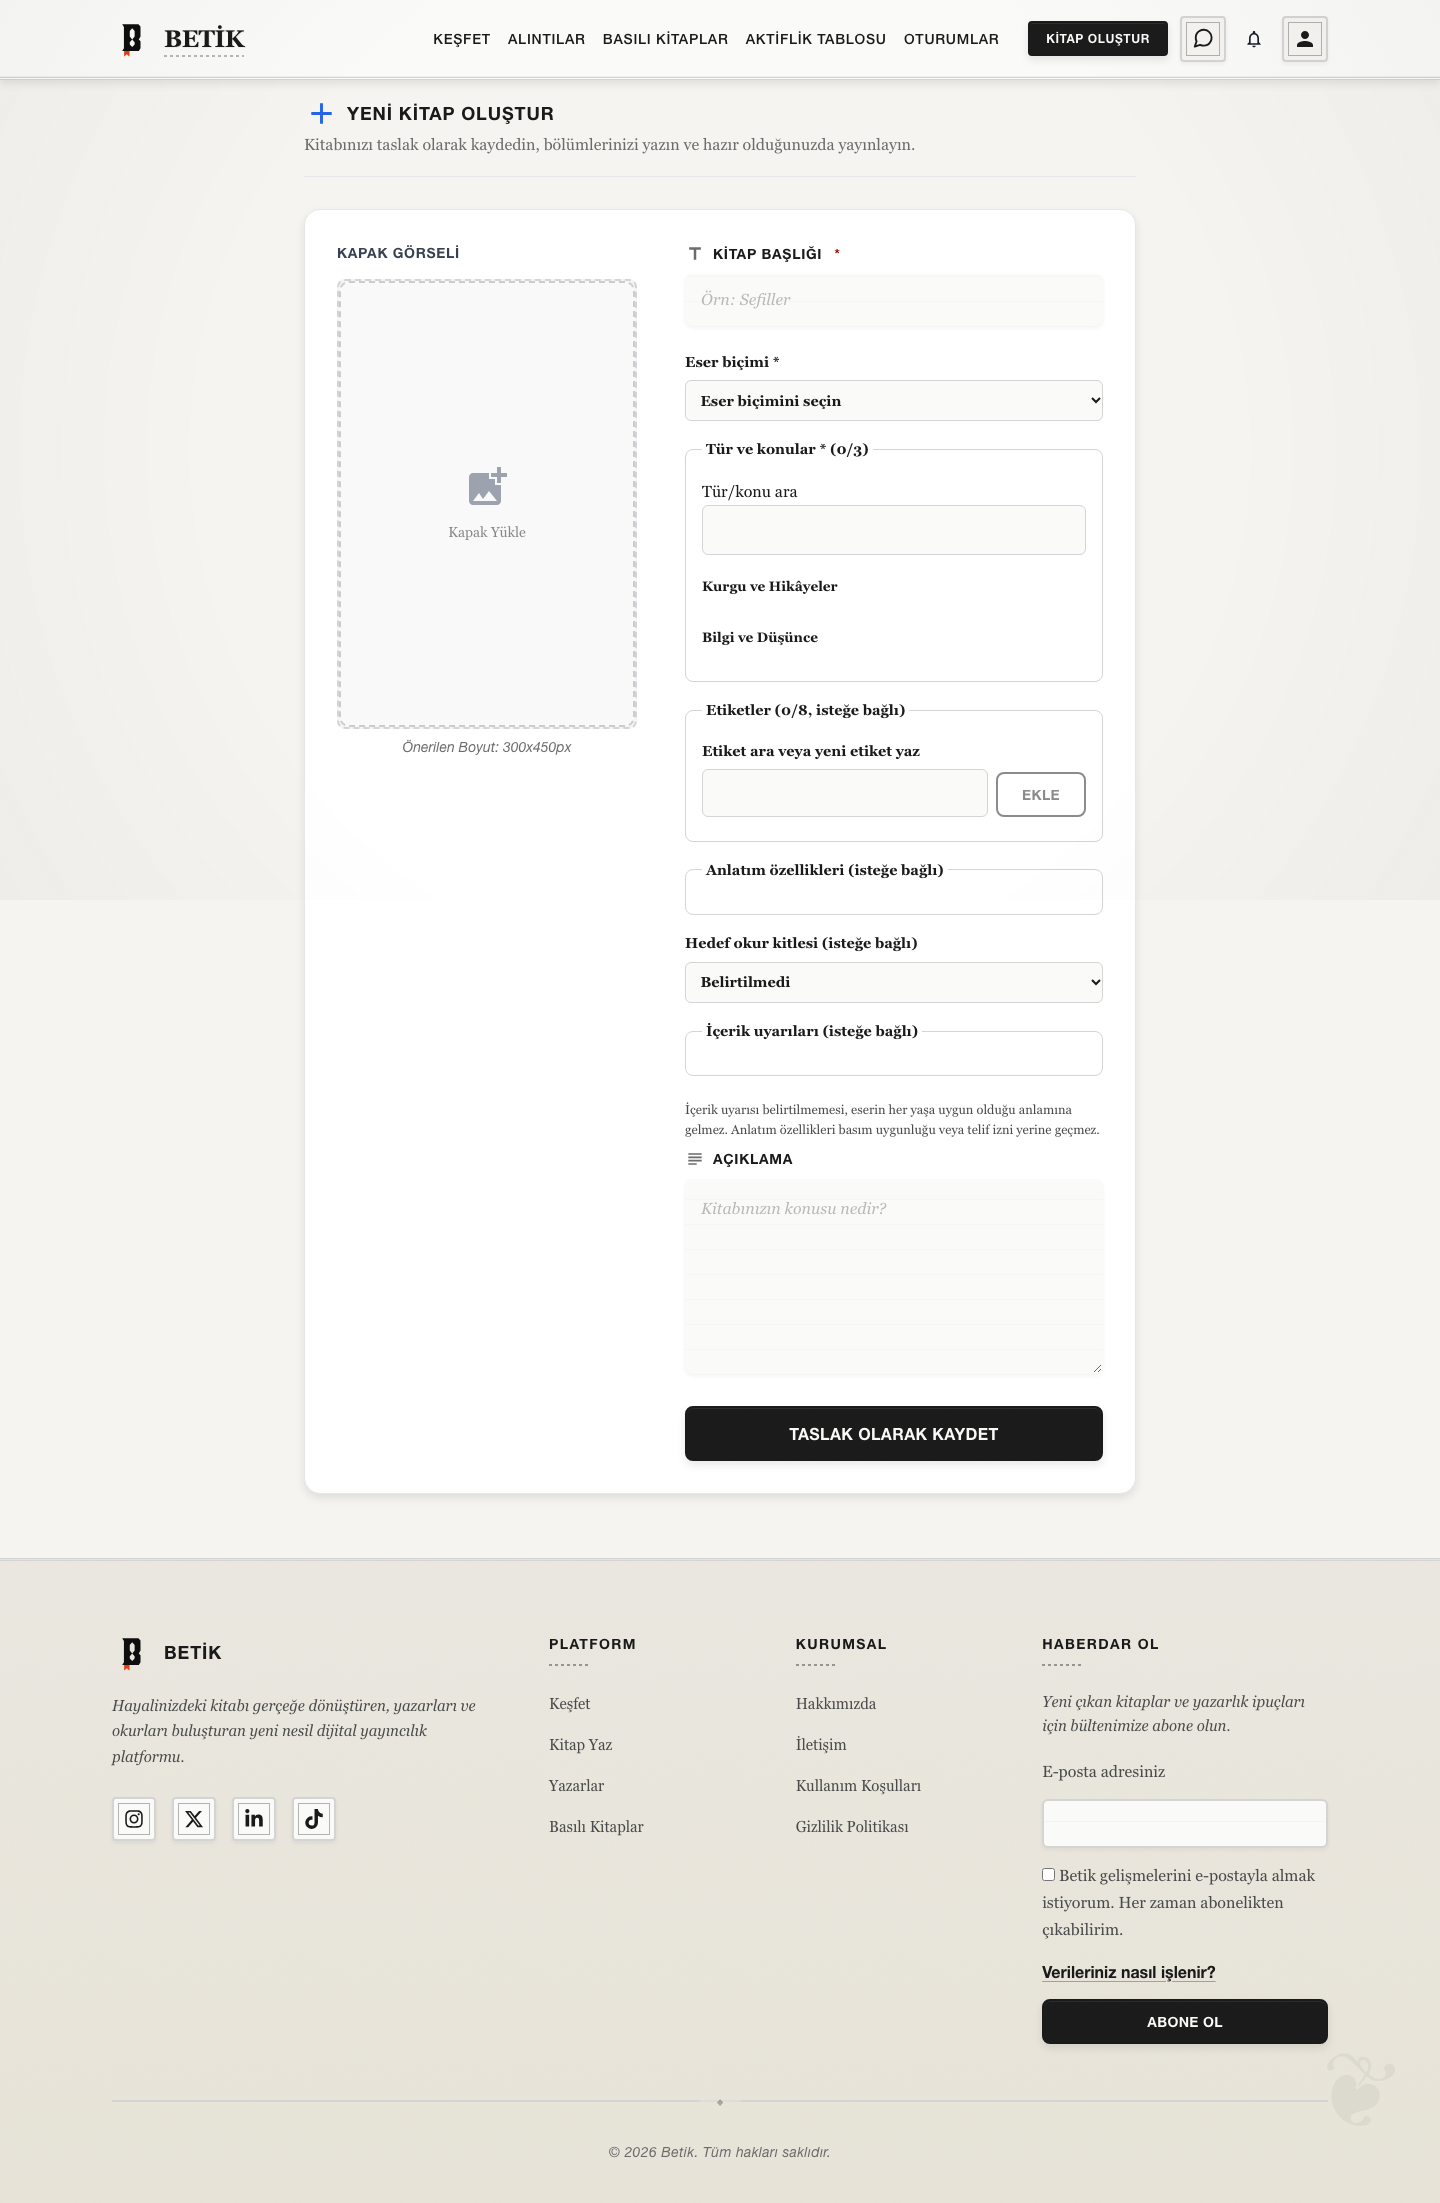 BETİK
KEŞFET
ALINTILAR
BASILI KİTAPLAR
AKTİFLİK TABLOSU
OTURUMLAR
KİTAP OLUŞTUR
YENİ KİTAP OLUŞTUR
Kitabınızı taslak olarak kaydedin, bölümlerinizi yazın ve hazır olduğunuzda yayınlayın.
KAPAK GÖRSELİ
Kapak Yükle
Önerilen Boyut: 300x450px
KİTAP BAŞLIĞI *
Örn: Sefiller
Eser biçimi *
Eser biçimini seçin
Tür ve konular * (0/3)
Tür/konu ara
Kurgu ve Hikâyeler
Bilgi ve Düşünce
Etiketler (0/8, isteğe bağlı)
Etiket ara veya yeni etiket yaz
EKLE
Anlatım özellikleri (isteğe bağlı)
Hedef okur kitlesi (isteğe bağlı)
Belirtilmedi
İçerik uyarıları (isteğe bağlı)
İçerik uyarısı belirtilmemesi, eserin her yaşa uygun olduğu anlamına
gelmez. Anlatım özellikleri basım uygunluğu veya telif izni yerine geçmez.
AÇIKLAMA
Kitabınızın konusu nedir?
TASLAK OLARAK KAYDET
BETİK
Hayalinizdeki kitabı gerçeğe dönüştüren, yazarları ve
okurları buluşturan yeni nesil dijital yayıncılık
platformu.
PLATFORM
Keşfet
Kitap Yaz
Yazarlar
Basılı Kitaplar
KURUMSAL
Hakkımızda
İletişim
Kullanım Koşulları
Gizlilik Politikası
HABERDAR OL
Yeni çıkan kitaplar ve yazarlık ipuçları
için bültenimize abone olun.
E-posta adresiniz
Betik gelişmelerini e-postayla almak
istiyorum. Her zaman abonelikten
çıkabilirim.
Verileriniz nasıl işlenir?
ABONE OL
© 2026 Betik. Tüm hakları saklıdır.